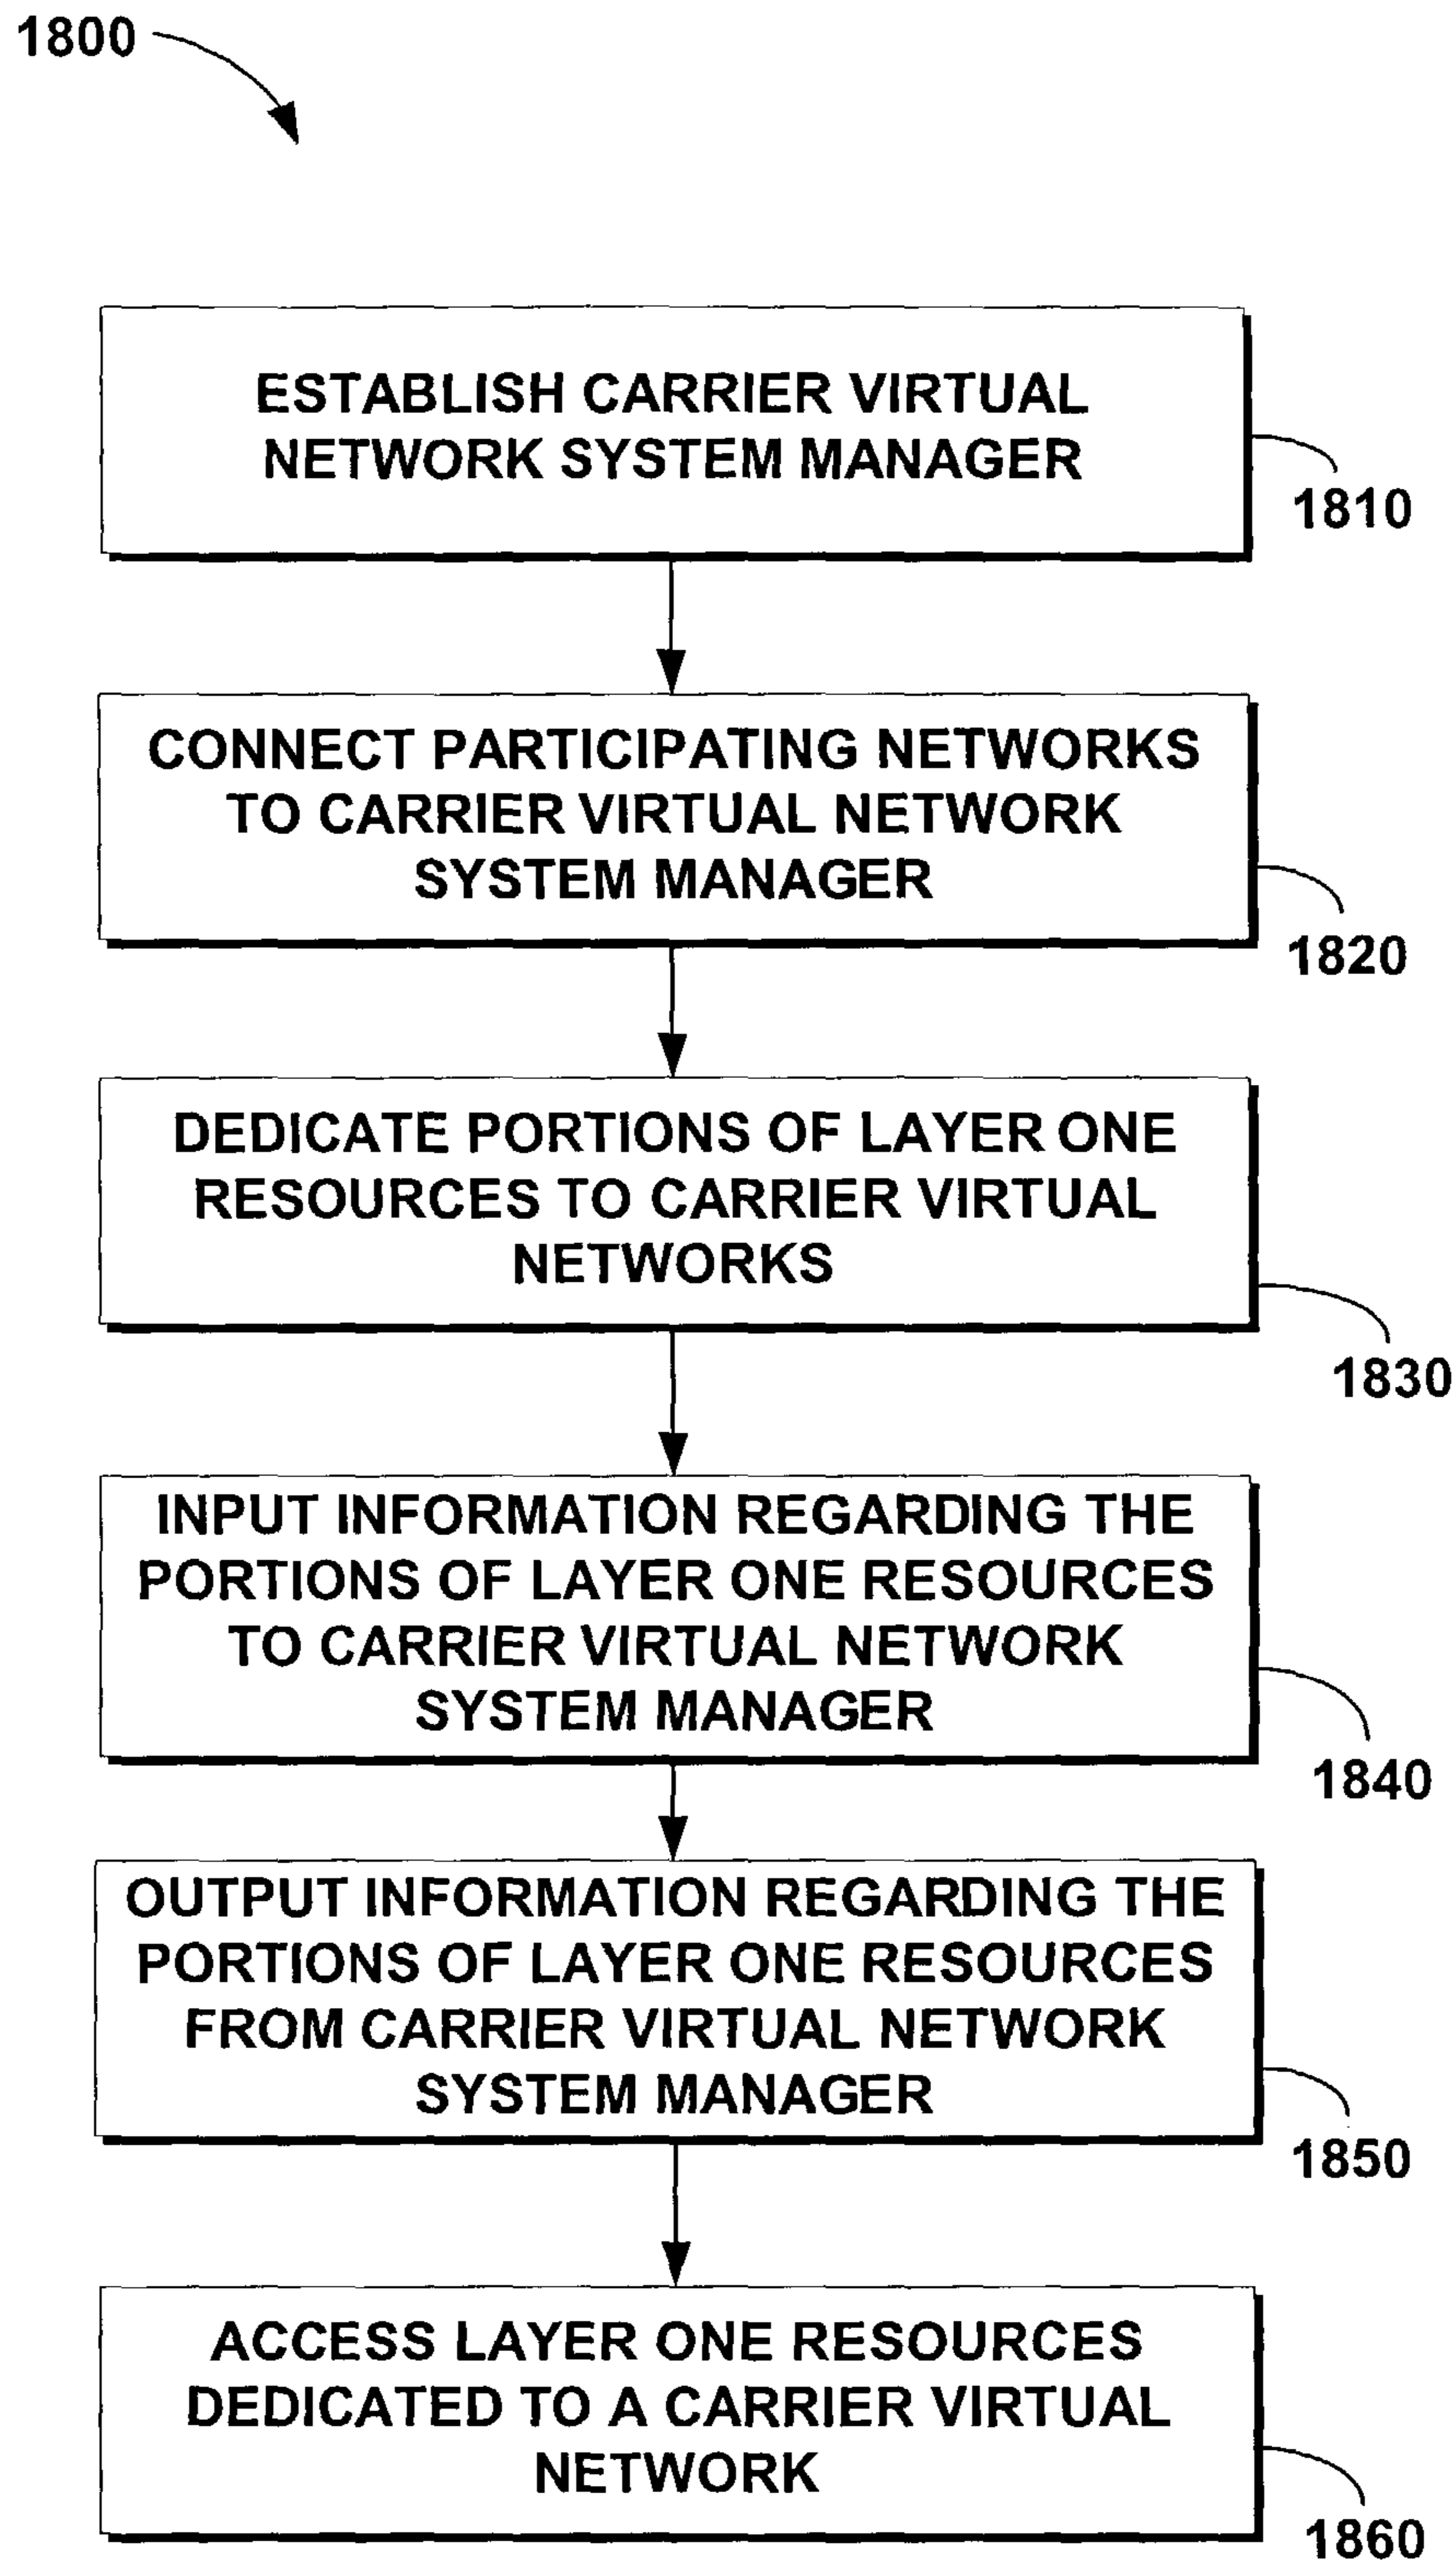 1800
ESTABLISH CARRIER VIRTUAL
NETWORK SYSTEM MANAGER
1810
CONNECT PARTICIPATING NETWORKS
TO CARRIER VIRTUAL NETWORK
SYSTEM MANAGER
1820
DEDICATE PORTIONS OF LAYER ONE
RESOURCES TO CARRIER VIRTUAL
NETWORKS
1830
INPUT INFORMATION REGARDING THE
PORTIONS OF LAYER ONE RESOURCES
TO CARRIER VIRTUAL NETWORK
SYSTEM MANAGER
1840
OUTPUT INFORMATION REGARDING THE
PORTIONS OF LAYER ONE RESOURCES
FROM CARRIER VIRTUAL NETWORK
SYSTEM MANAGER
1850
ACCESS LAYER ONE RESOURCES
DEDICATED TO A CARRIER VIRTUAL
NETWORK
1860